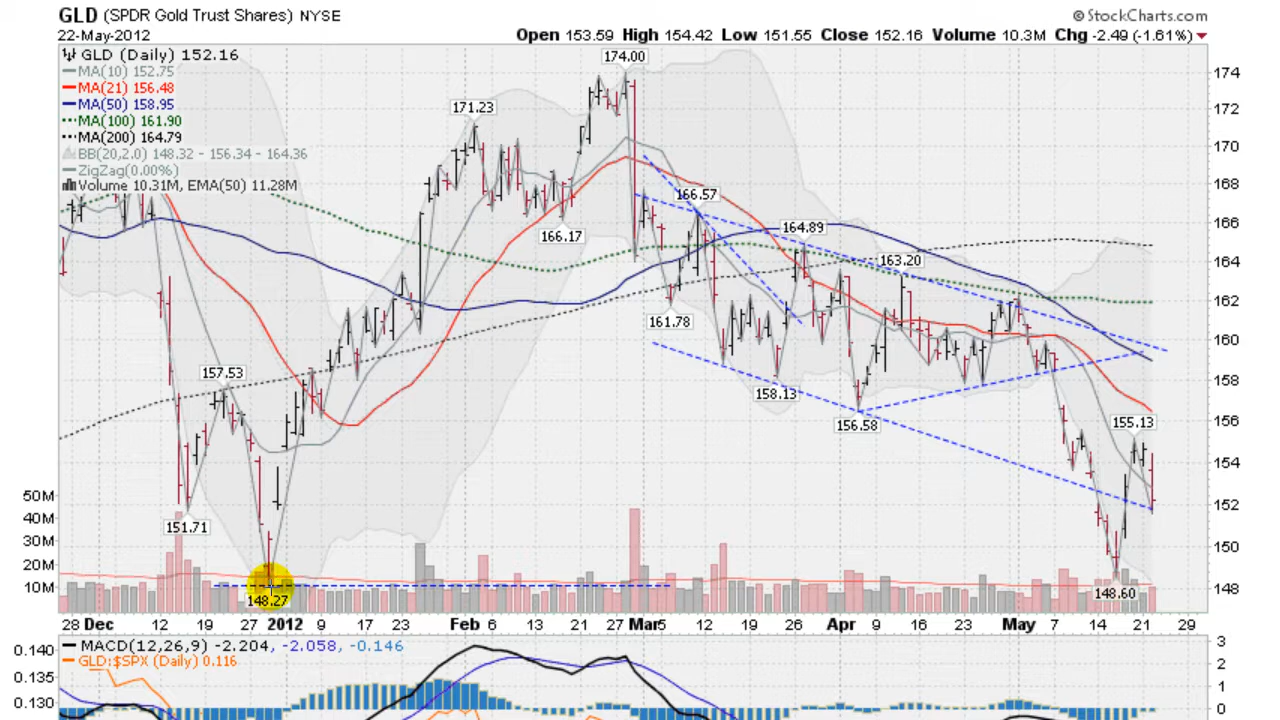 GLD (SPDR Gold Trust Shares) NYSE
© StockCharts.com
22-May-2012
Open 153.59 High 154.42 Low 151.55 Close 152.16 Volume 10.3M Chg -2.49 (-1.61%)
GLD (Daily) 152.16
MA(10) 152.75
MA(21) 156.48
MA(50) 158.95
MA(100) 161.90
MA(200) 164.79
BB(20,2.0) 148.32 - 156.34 - 164.36
ZigZag(0.00%)
Volume 10.31M, EMA(50) 11.28M
174.00
171.23
166.57
166.17
164.89
163.20
161.78
157.53
158.13
156.58
155.13
151.71
148.27
148.60
174
172
170
168
166
164
162
160
158
156
154
152
150
148
50M
40M
30M
20M
10M
28 Dec 12 19 27 2012 9 17 23 Feb 6 13 21 27 Mar 5 12 19 26 Apr 9 16 23 May 7 14 21 29
MACD(12,26,9) -2.204, -2.058, -0.146
GLD:$SPX (Daily) 0.116
0.140
0.135
0.130
3
2
1
0